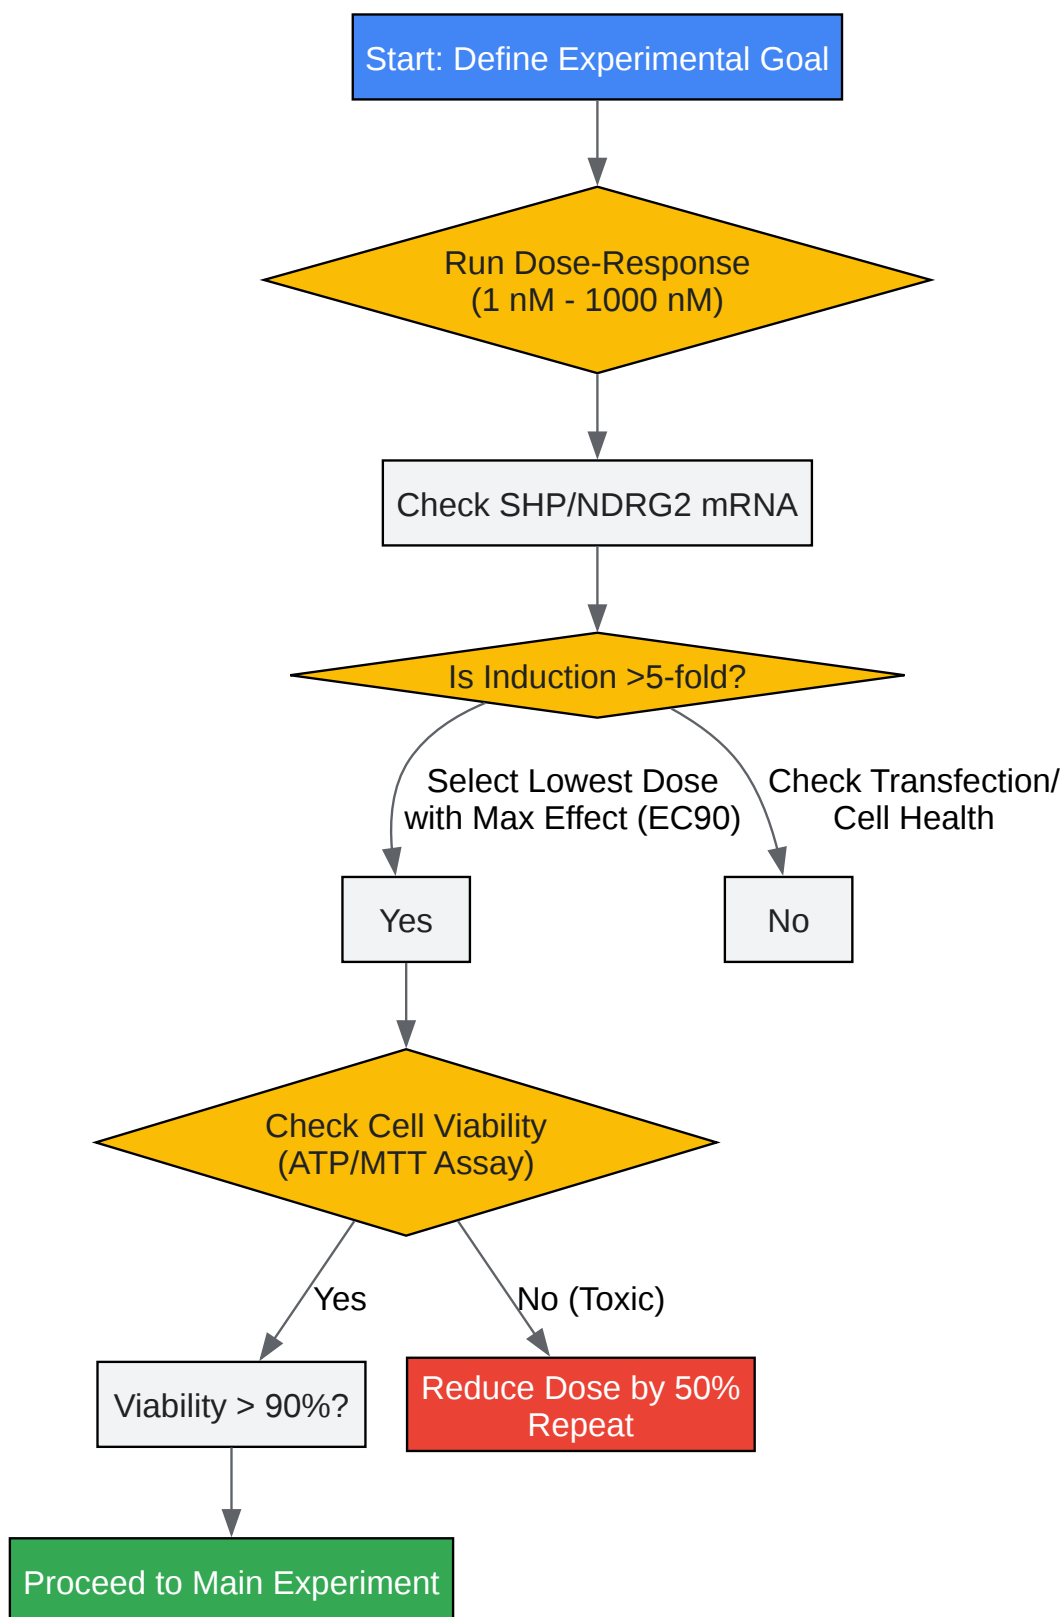 Start: Define Experimental Goal
Run Dose-Response
(1 nM - 1000 nM)
Check SHP/NDRG2 mRNA
Is Induction >5-fold?
Select Lowest Dose
with Max Effect (EC90)
Check Transfection/
Cell Health
Yes
No
Check Cell Viability
(ATP/MTT Assay)
Yes
No (Toxic)
Viability > 90%?
Reduce Dose by 50%
Repeat
Proceed to Main Experiment